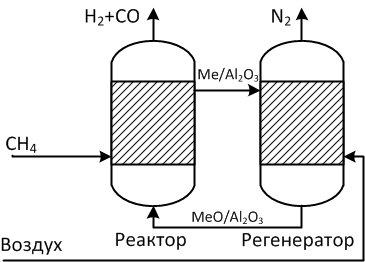 H₂+CO
N₂
Me/Al₂O₃
CH₄
MeO/Al₂O₃
Воздух
Реактор
Регенератор